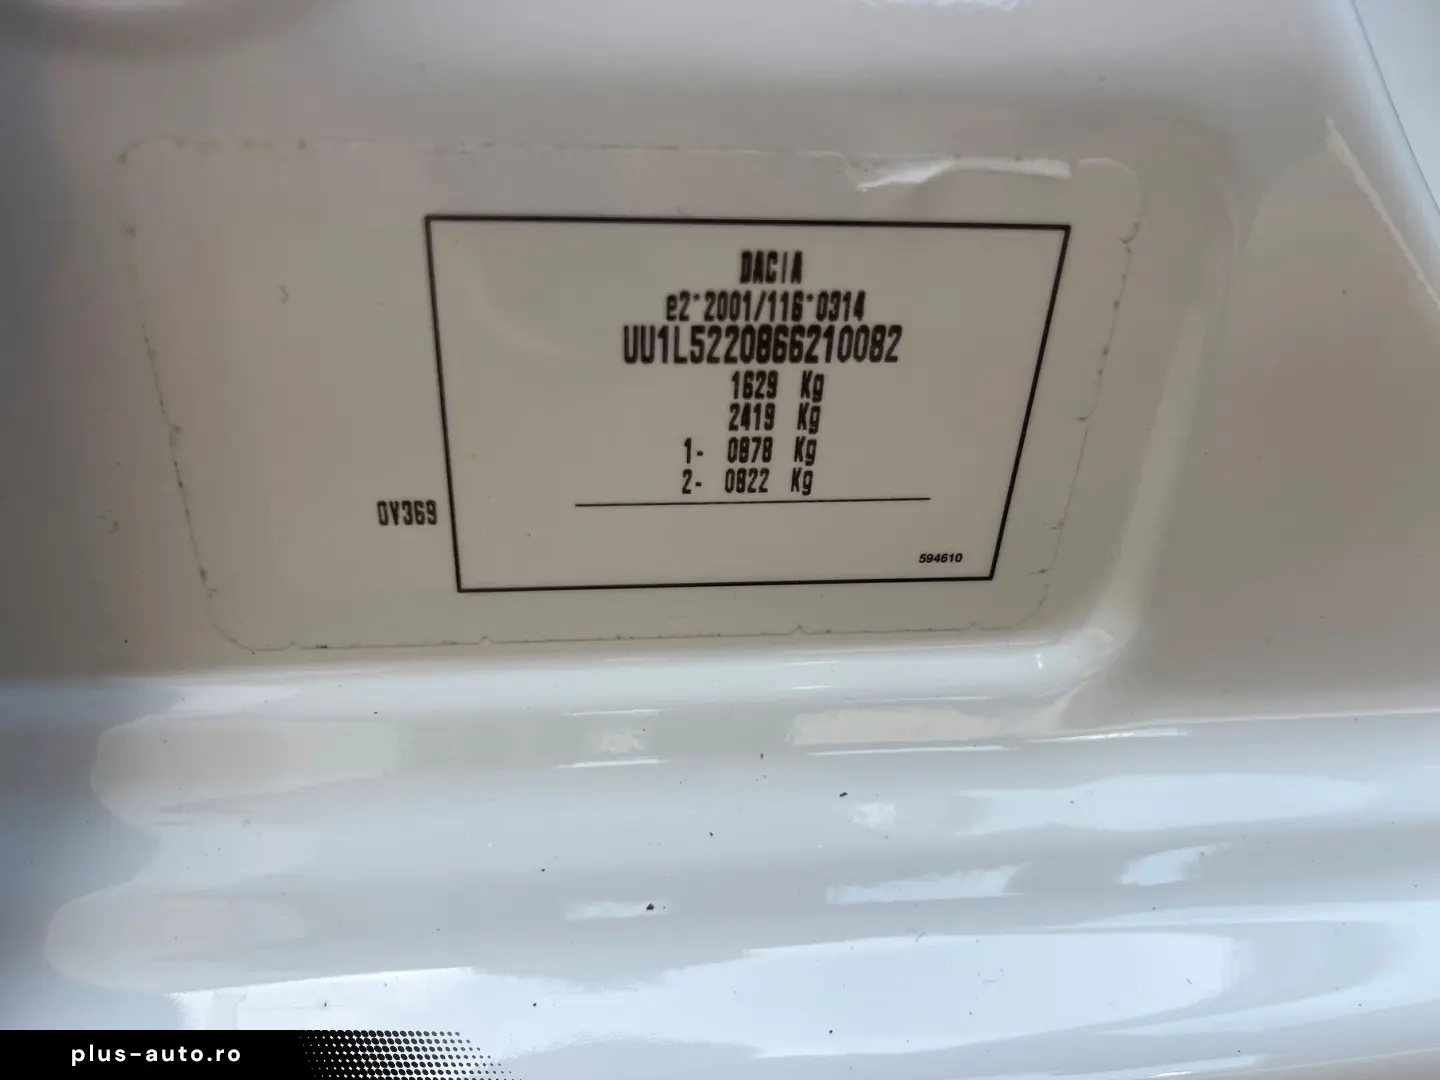 DACIA
e2*2001/116*0314
UU1L5220866210082
1629 Kg
2419 Kg
1- 0878 Kg
2- 0822 Kg
0V369
594610
plus-auto.ro